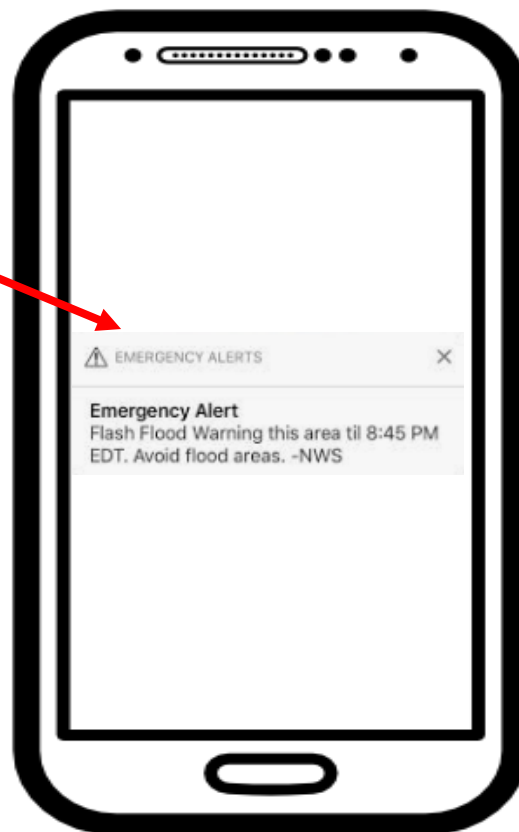 EMERGENCY ALERTS
Emergency Alert
Flash Flood Warning this area til 8:45 PM
EDT. Avoid flood areas. -NWS